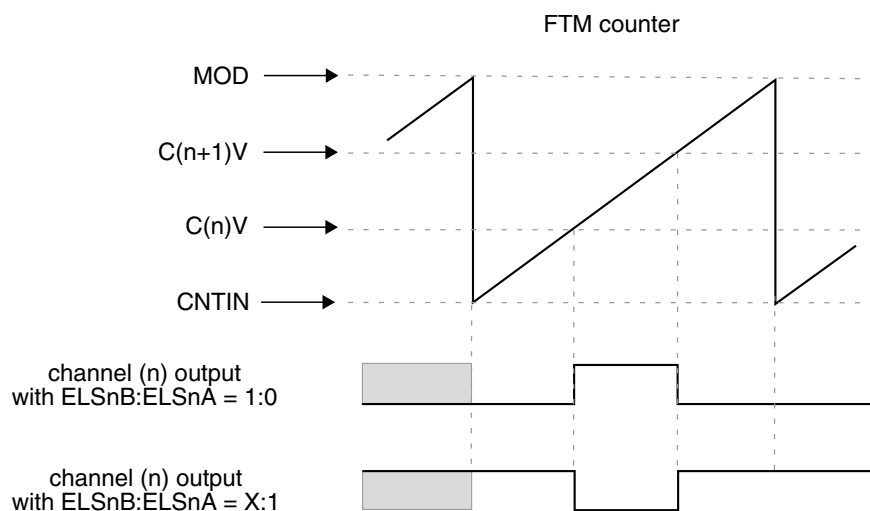 FTM counter
MOD
C(n+1)V
C(n)V
CNTIN
channel (n) output
with ELSnB:ELSnA = 1:0
channel (n) output
with ELSnB:ELSnA = X:1